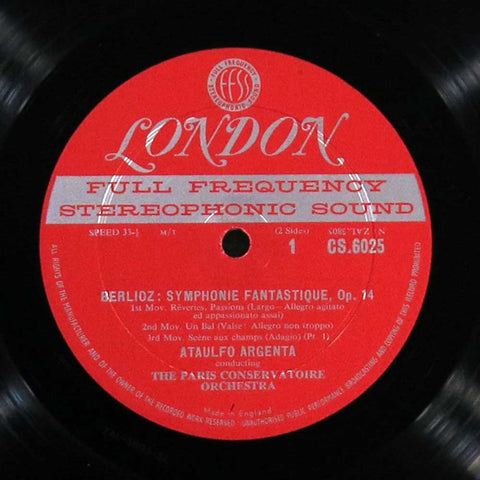 FULL FREQUENCY
FFSS
STEREOPHONIC SOUND
LONDON
FULL FREQUENCY
STEREOPHONIC SOUND
SPEED 33-⅓ M/T (2 Sides) N
1 CS.6025
BERLIOZ: SYMPHONIE FANTASTIQUE, Op. 14
1st Mov. Rêveries, Passions (Largo - Allegro agitato
ed appassionato assai)
2nd Mov. Un Bal (Valse: Allegro non troppo)
3rd Mov. Scène aux champs (Adagio) (Pt. 1)
ATAULFO ARGENTA
conducting
THE PARIS CONSERVATOIRE
ORCHESTRA
Made in England
ALL RIGHTS OF THE MANUFACTURER AND OF THE OWNER OF THE RECORDED WORK RESERVED. UNAUTHORISED PUBLIC PERFORMANCE, BROADCASTING AND COPYING OF THIS RECORD PROHIBITED